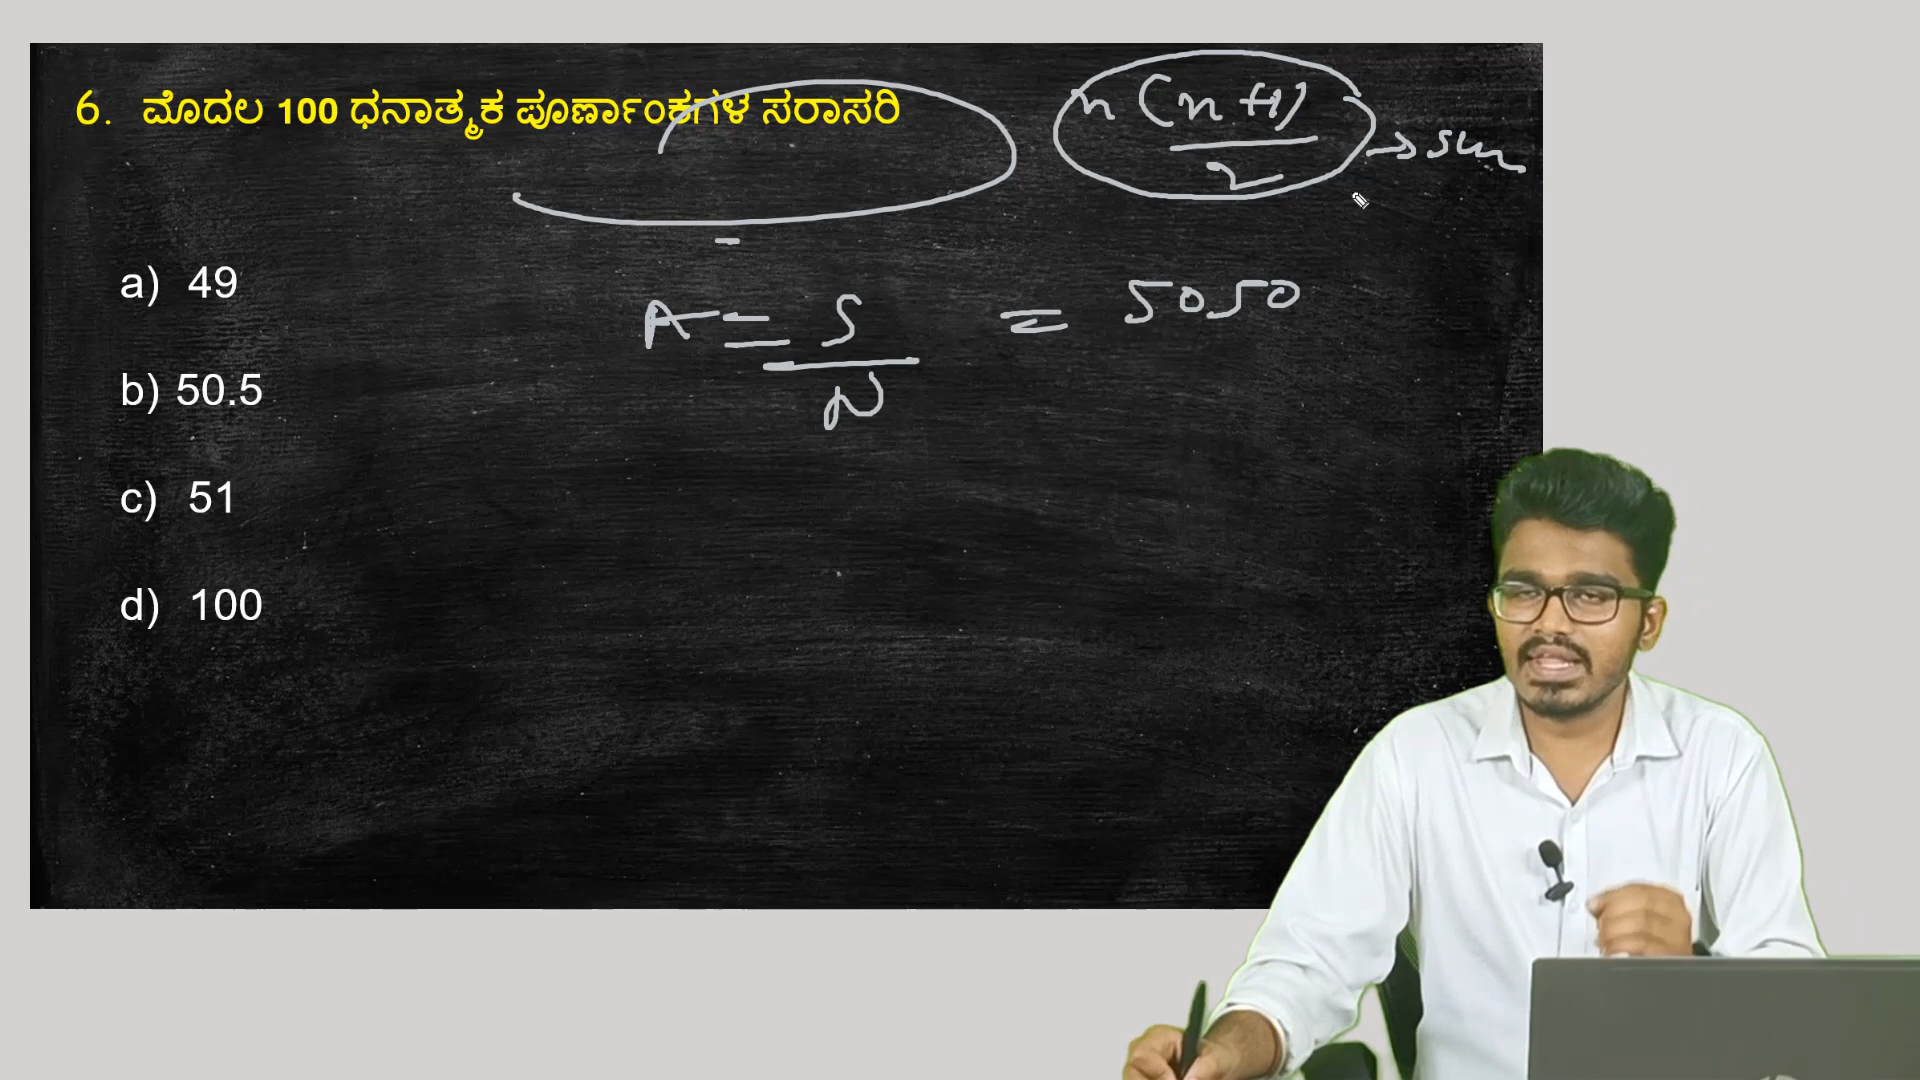 6. ಮೊದಲ 100 ಧನಾತ್ಮಕ ಪೂರ್ಣಾಂಕಗಳ ಸರಾಸರಿ
n (n+1)
2
→ sum
a) 49
A = S = 5050
N
b) 50.5
c) 51
d) 100